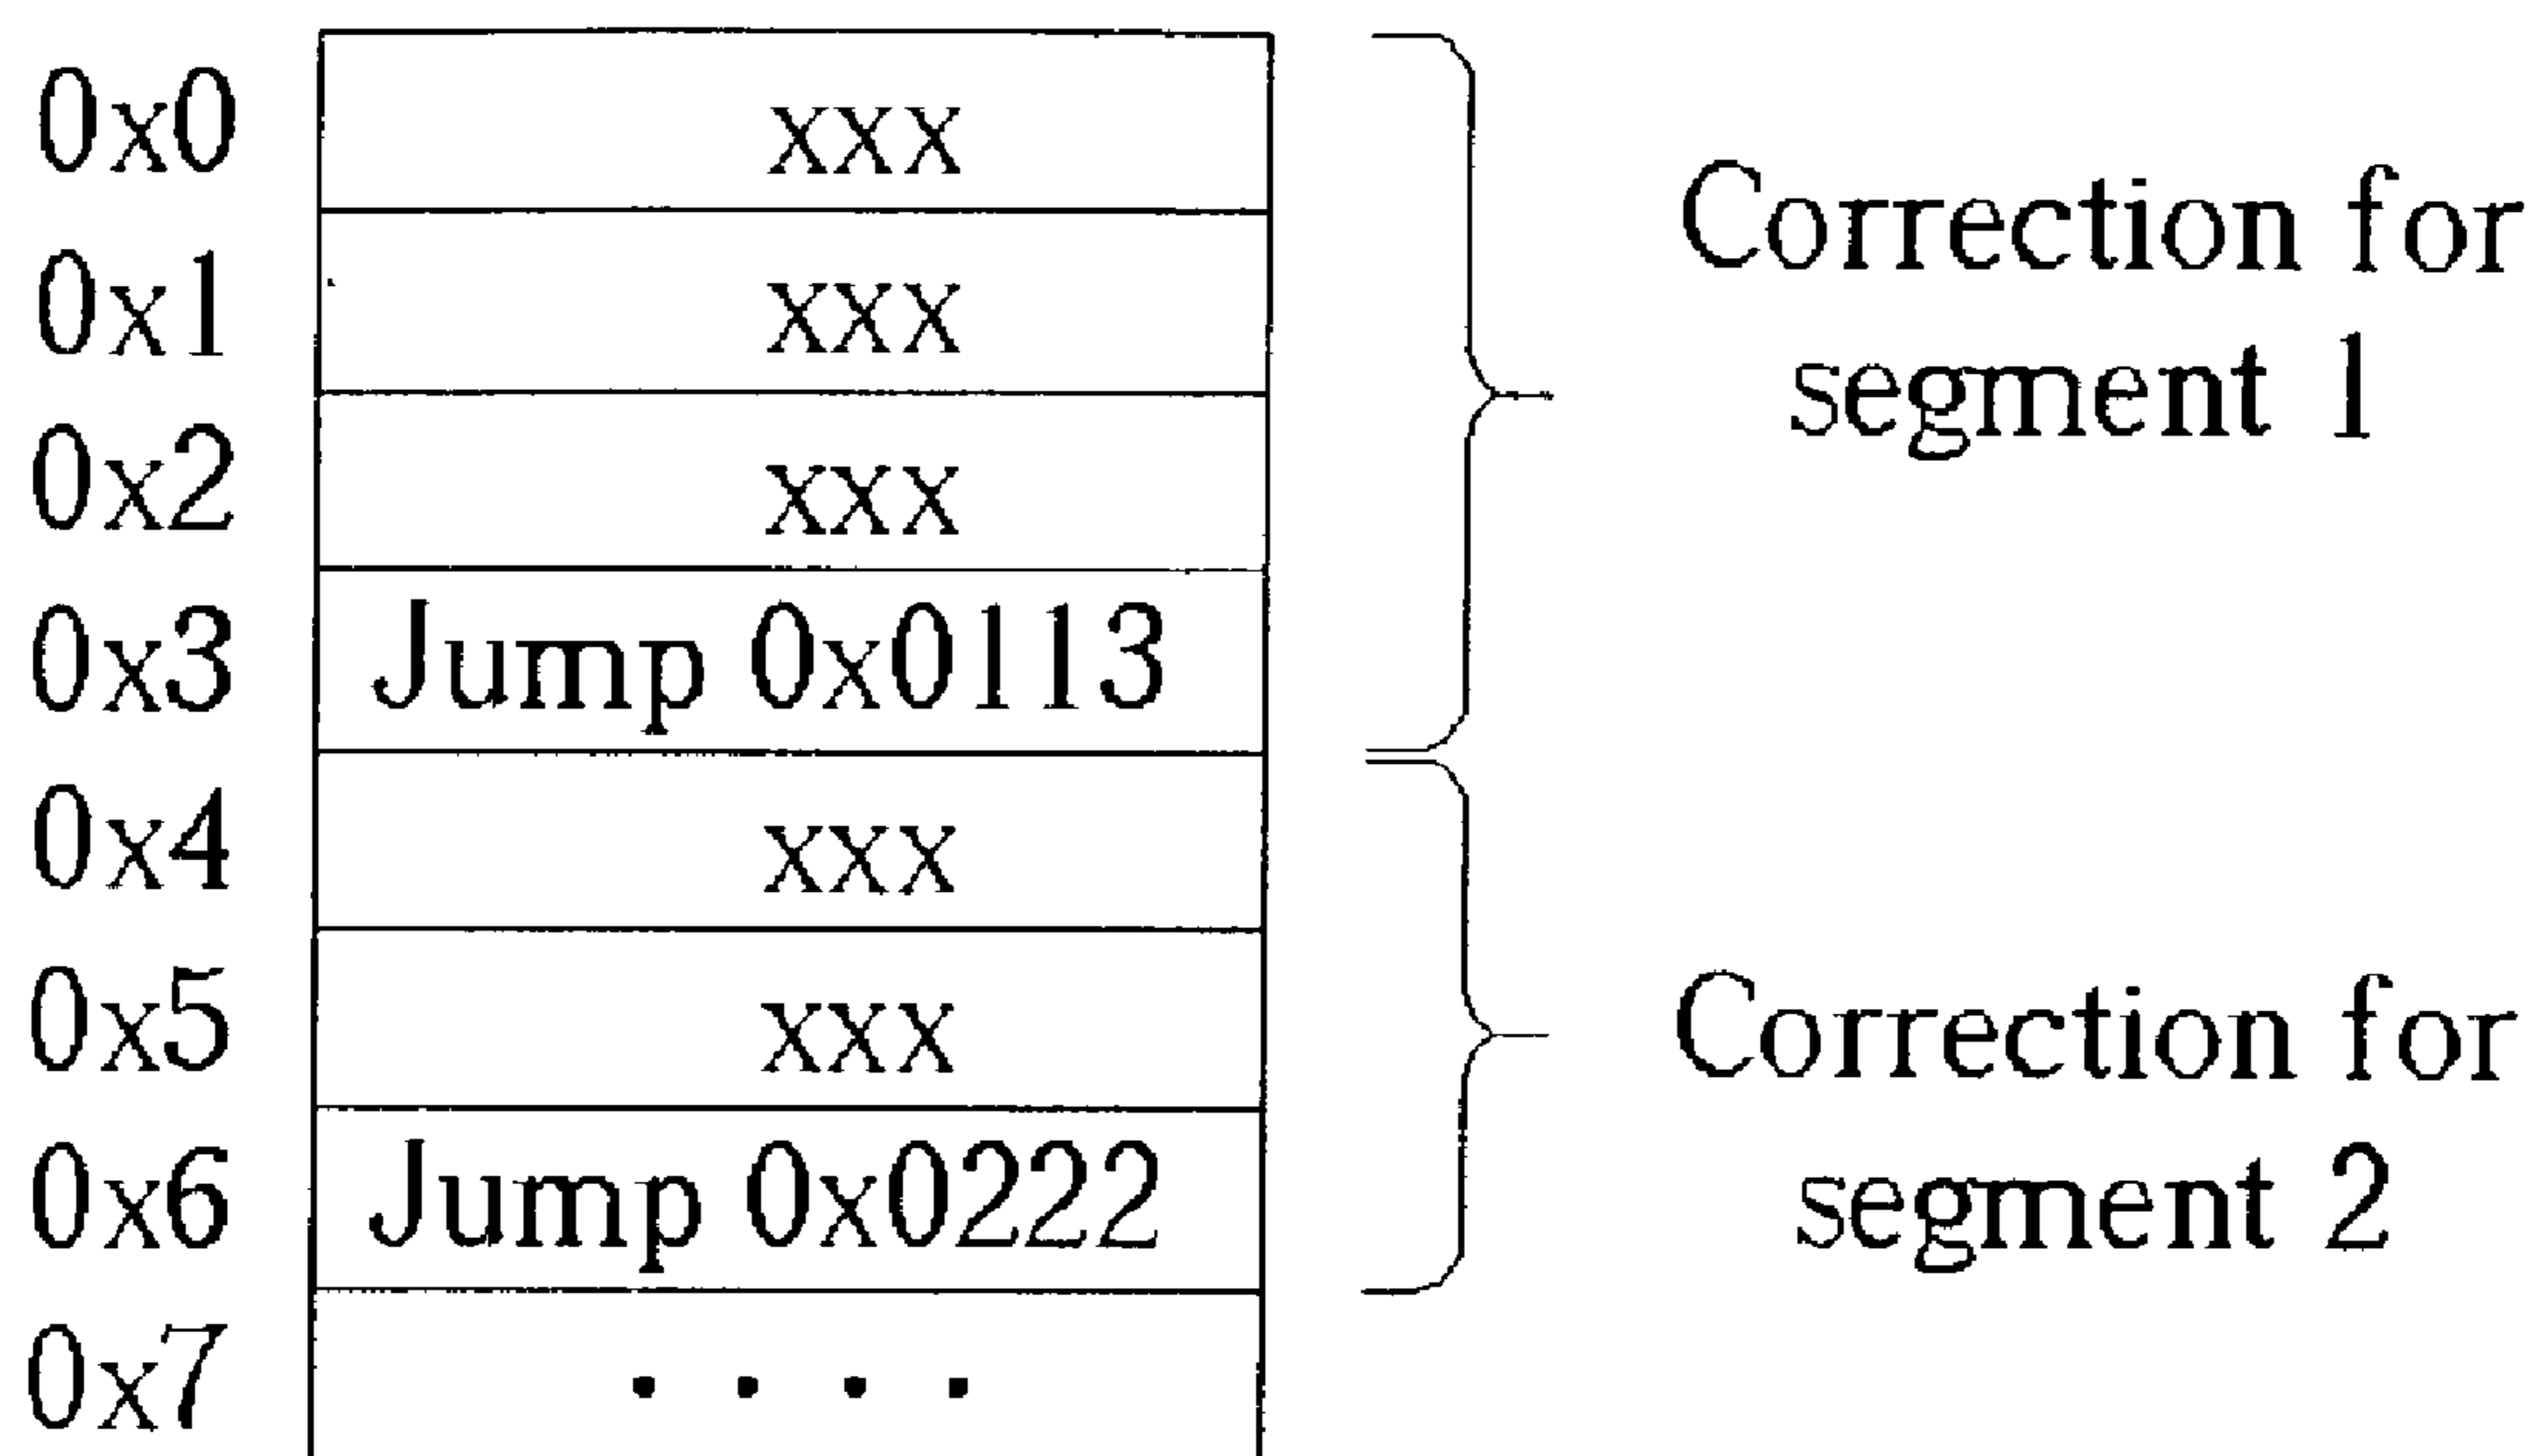 0x0 xxx
0x1 xxx
0x2 xxx
0x3 Jump 0x0113
Correction for
segment 1
0x4 xxx
0x5 xxx
0x6 Jump 0x0222
0x7 . . . .
Correction for
segment 2